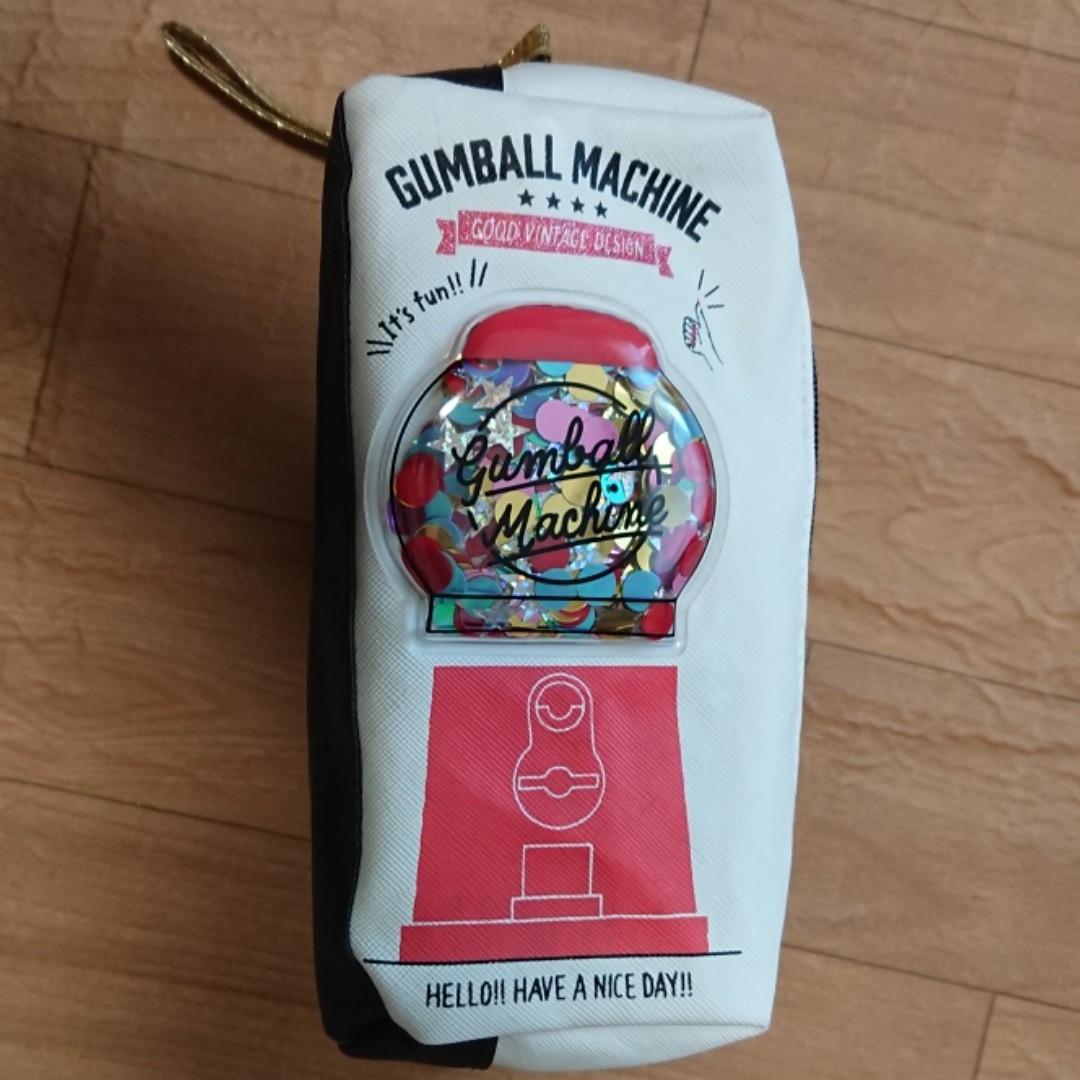 GUMBALL MACHINE
GOOD VINTAGE DESIGN
It's fun!!
Gumball
Machine
HELLO!! HAVE A NICE DAY!!